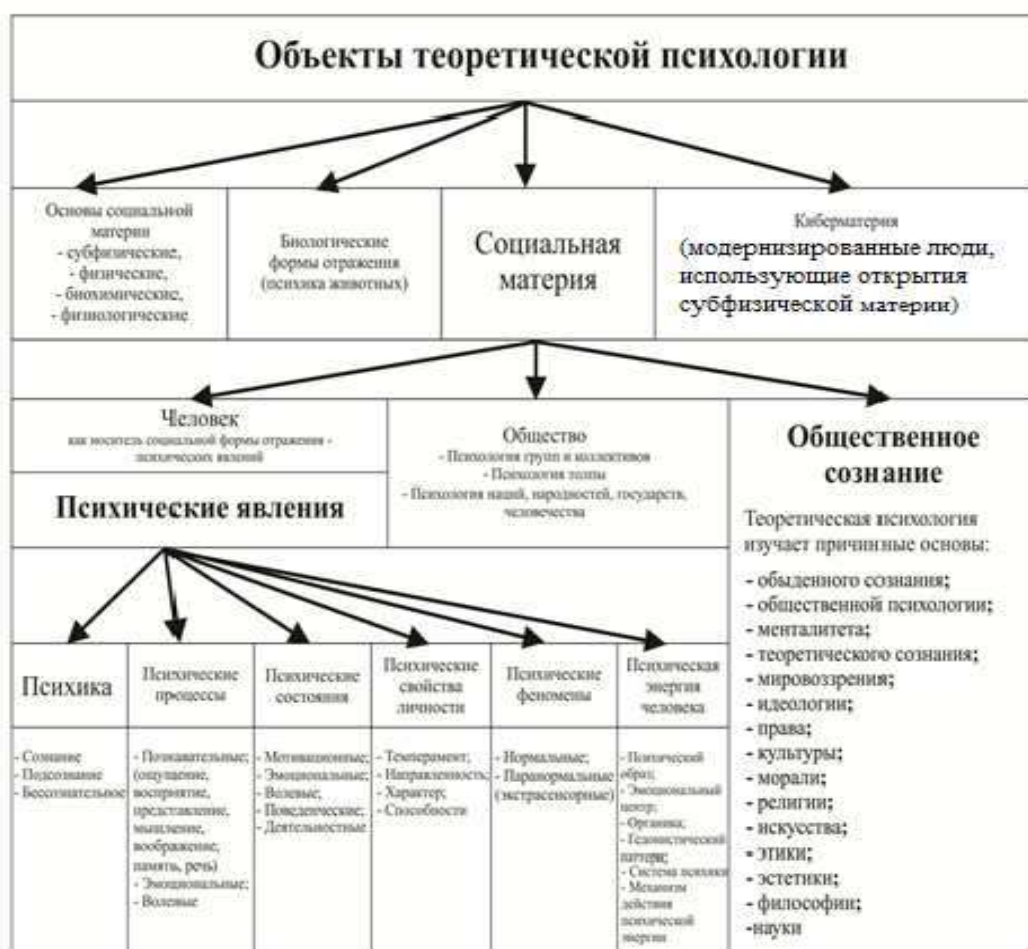 Объекты теоретической психологии
Основы социальной
материи
- субфизические,
- физические,
- биохимические,
- физиологические
Биологические
формы отражения
(психика животных)
Социальная
материя
Киберматерия
(модернизированные люди,
использующие открытия
субфизической материи)
Человек
как носитель социальной формы отражения -
психических явлений
Психические явления
Общество
- Психология групп и коллективов
- Психология толпы
- Психология наций, народностей, государств,
человечества
Общественное
сознание
Теоретическая психология
изучает причинные основы:
- обыденного сознания;
- общественной психологии;
- менталитета;
- теоретического сознания;
- мировоззрения;
- идеологии;
- права;
- культуры;
- морали;
- религии;
- искусства;
- этики;
- эстетики;
- философии;
-науки
Психика
- Сознание
- Подсознание
- Бессознательное
Психические
процессы
- Познавательные;
(ощущение,
восприятие,
представление,
мышление,
воображение,
память, речь)
- Эмоциональные;
- Волевые
Психические
состояния
- Мотивационные;
- Эмоциональные;
- Волевые;
- Поведенческие;
- Деятельностные
Психические
свойства
личности
- Темперамент;
- Направленность;
- Характер;
- Способности
Психические
феномены
- Нормальные;
- Паранормальные
(экстрассенсорные)
Психическая
энергия
человека
- Психический
образ;
- Эмоциональный
центр;
- Органика;
- Гедонистический
паттерн;
- Система психики
- Механизм
действия
психической
энергии